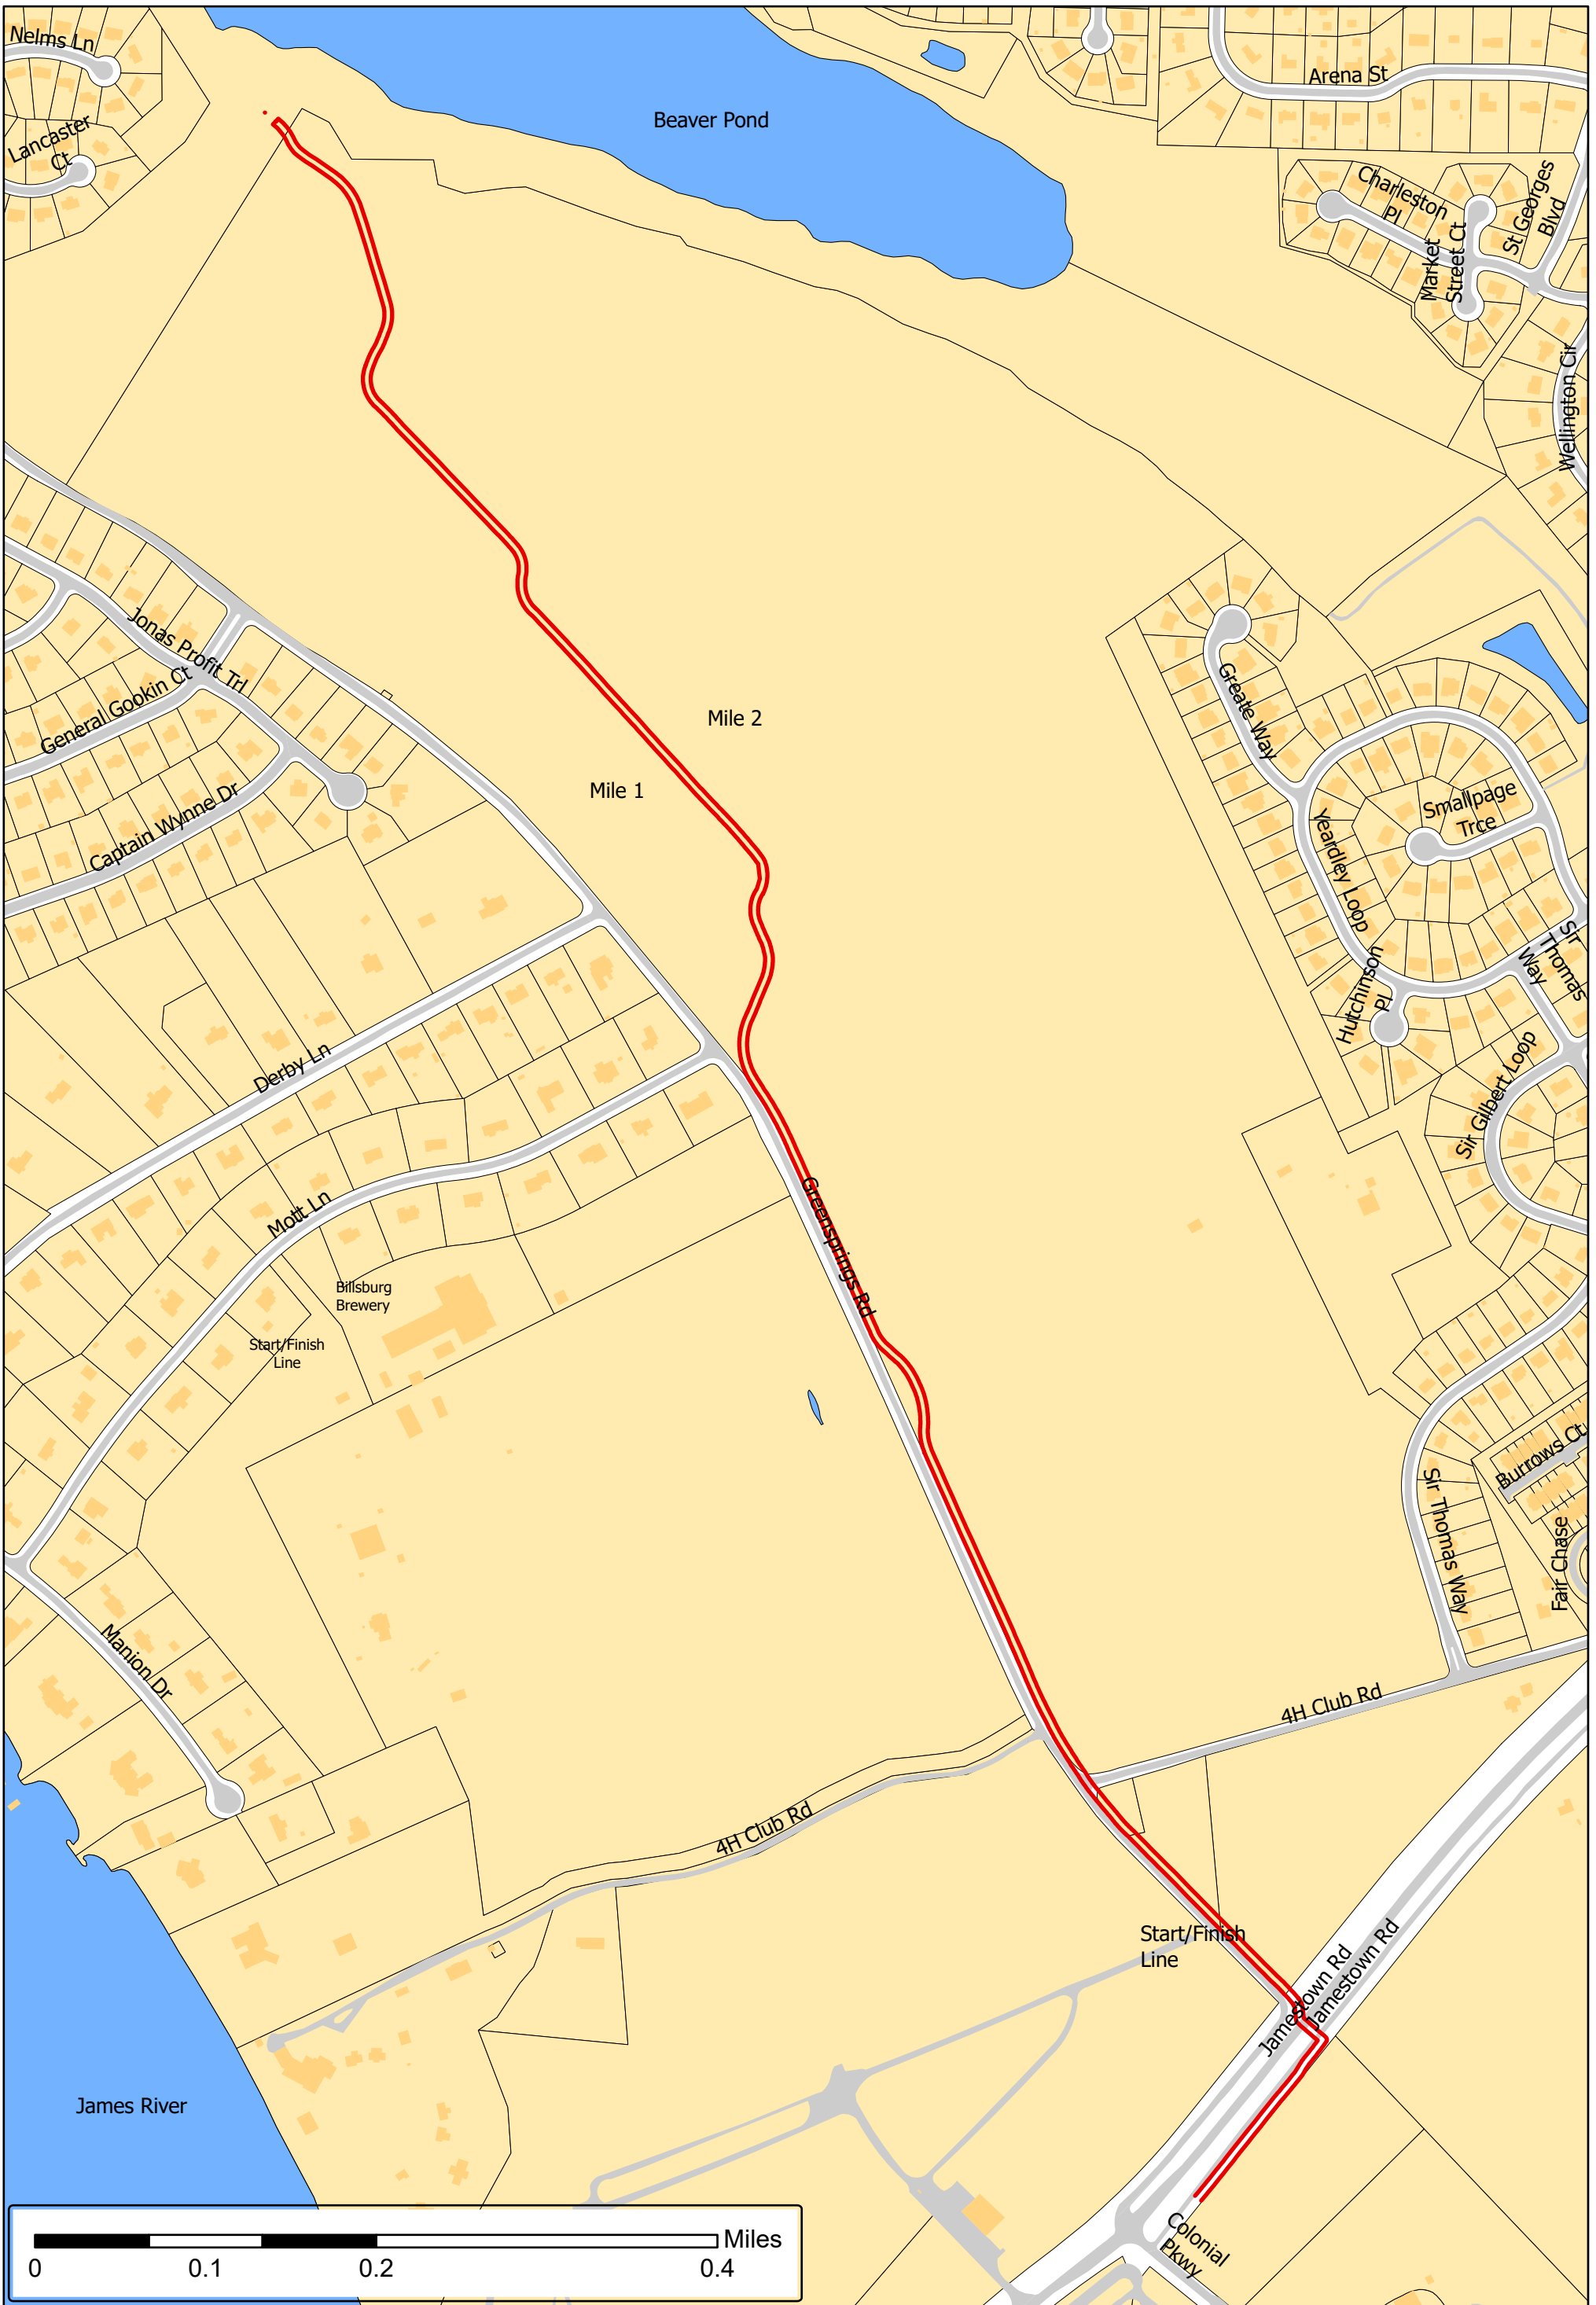 Nelms Ln
Arena St
Beaver Pond
Lancaster
Ct
Charleston
Pl
St Georges
Blvd
Market
Street Ct
Wellington Cir
Jonas Profit Trl
General Gookin Ct
Greate Way
Mile 2
Mile 1
Captain Wynne Dr
Smallpage
Trce
Yeardley Loop
Sir
Thomas
Way
Hutchinson
Pl
Derby Ln
Sir Gilbert Loop
Mott Ln
Greensprings Rd
Billsburg
Brewery
Start/Finish
Line
Burrows Ct
Sir Thomas Way
Fair Chase
Manion Dr
4H Club Rd
4H Club Rd
Start/Finish
Line
Jamestown Rd
Jamestown Rd
James River
Colonial
Pkwy
Miles
0 0.1 0.2 0.4